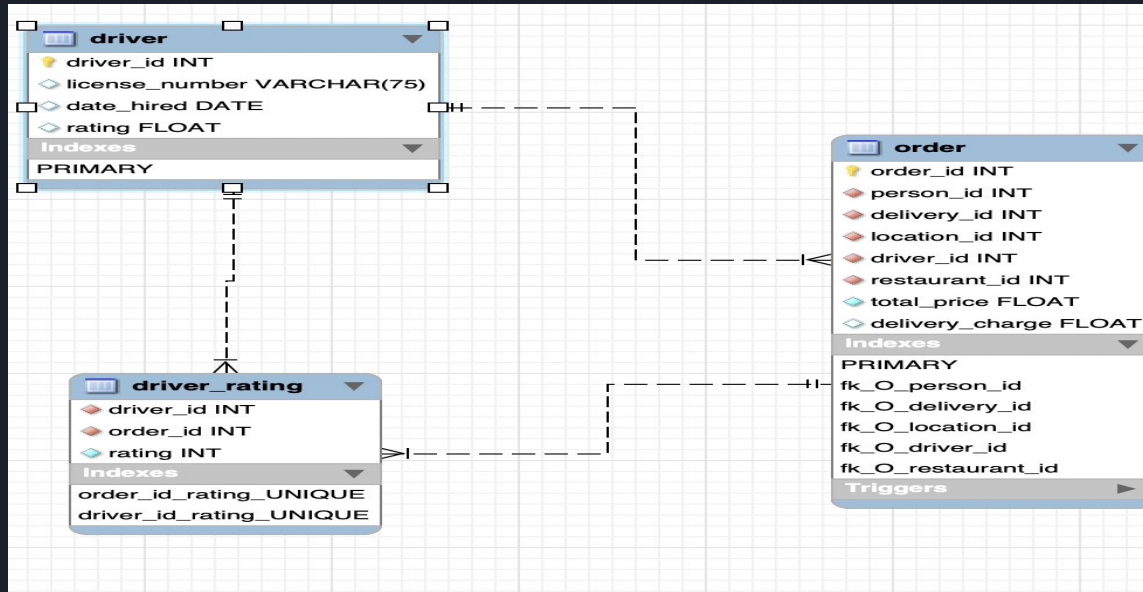 driver
driver_id INT
license_number VARCHAR(75)
date_hired DATE
rating FLOAT
Indexes
PRIMARY
order
order_id INT
person_id INT
delivery_id INT
location_id INT
driver_id INT
restaurant_id INT
total_price FLOAT
delivery_charge FLOAT
Indexes
PRIMARY
fk_O_person_id
fk_O_delivery_id
fk_O_location_id
fk_O_driver_id
fk_O_restaurant_id
Triggers
driver_rating
driver_id INT
order_id INT
rating INT
Indexes
order_id_rating_UNIQUE
driver_id_rating_UNIQUE